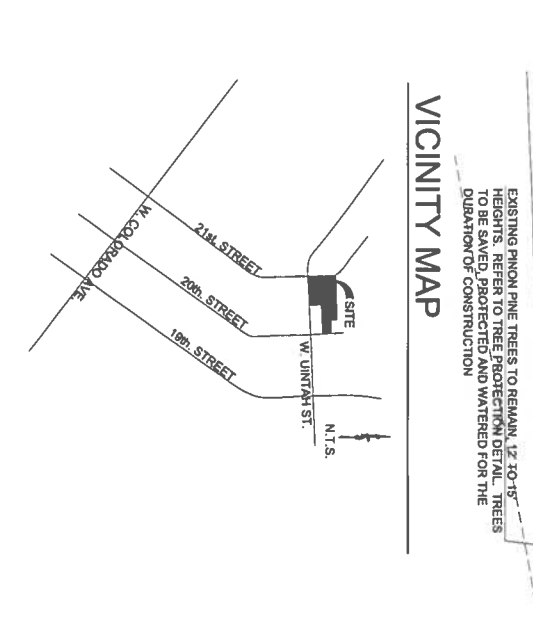 EXISTING PINON PINE TREES TO REMAIN, 12' TO 15'
HEIGHTS. REFER TO TREE PROTECTION DETAIL. TREES
TO BE SAVED, PROTECTED AND WATERED FOR THE
DURATION OF CONSTRUCTION
VICINITY MAP
SITE
N.T.S.
W. UINTAH ST.
21st. STREET
20th. STREET
19th. STREET
W. COLORADO AVE.